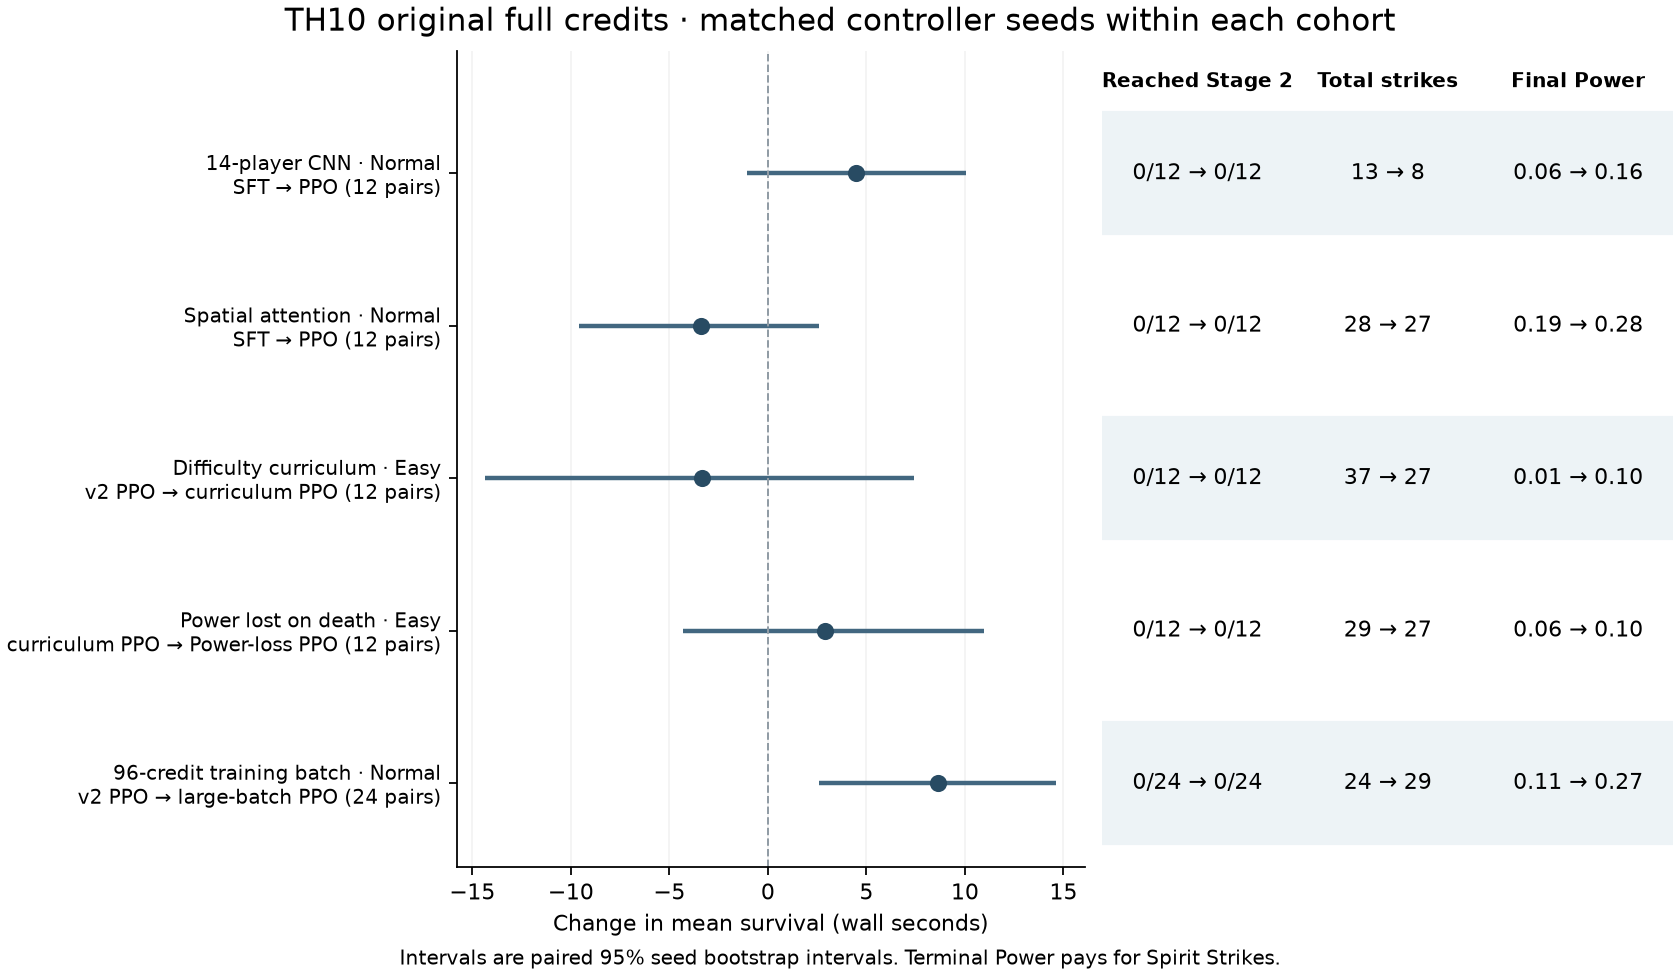 TH10 original full credits · matched controller seeds within each cohort
Reached Stage 2 Total strikes Final Power
14-player CNN · Normal
SFT → PPO (12 pairs)
0/12 → 0/12 13 → 8 0.06 → 0.16
Spatial attention · Normal
SFT → PPO (12 pairs)
0/12 → 0/12 28 → 27 0.19 → 0.28
Difficulty curriculum · Easy
v2 PPO → curriculum PPO (12 pairs)
0/12 → 0/12 37 → 27 0.01 → 0.10
Power lost on death · Easy
curriculum PPO → Power-loss PPO (12 pairs)
0/12 → 0/12 29 → 27 0.06 → 0.10
96-credit training batch · Normal
v2 PPO → large-batch PPO (24 pairs)
0/24 → 0/24 24 → 29 0.11 → 0.27
−15 −10 −5 0 5 10 15
Change in mean survival (wall seconds)
Intervals are paired 95% seed bootstrap intervals. Terminal Power pays for Spirit Strikes.